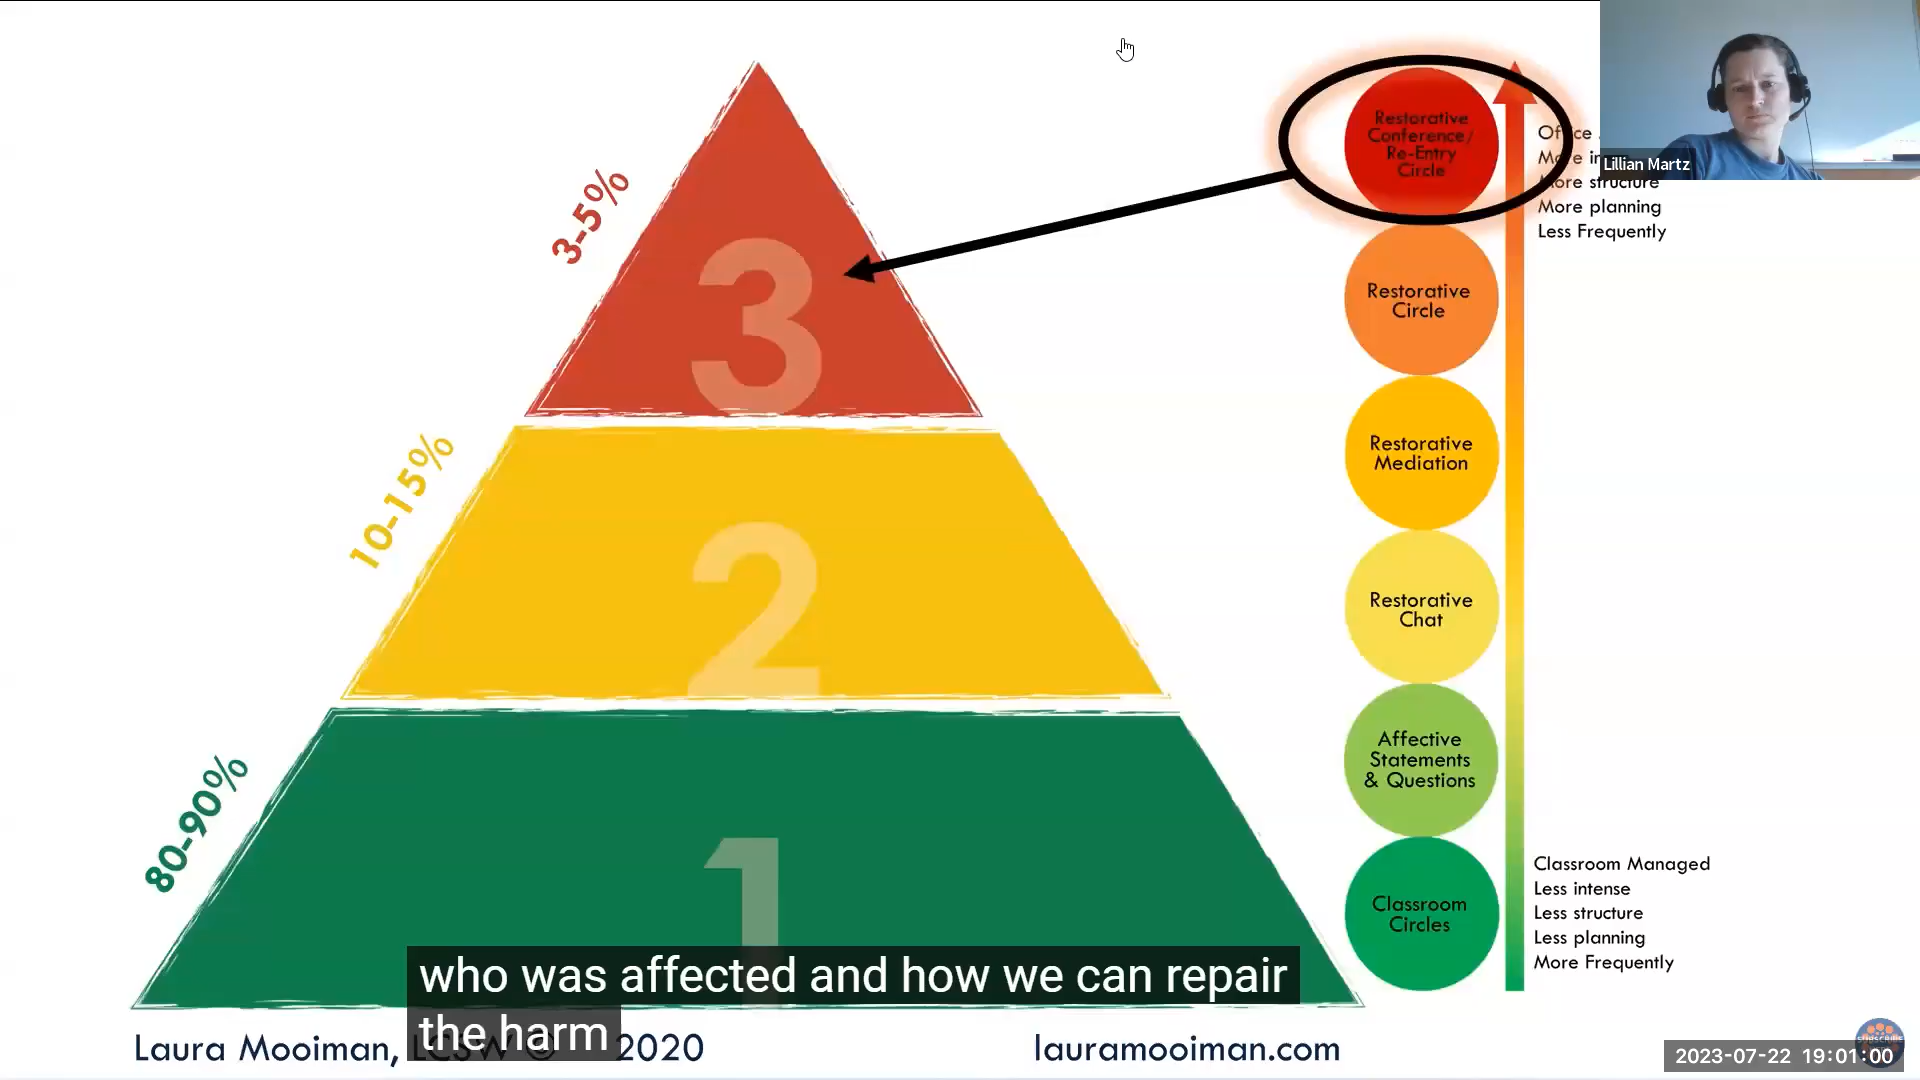 3-5%
3
10-15%
2
80-90%
1
Restorative
Conference/
Re-Entry
Circle
Restorative
Circle
Restorative
Mediation
Restorative
Chat
Affective
Statements
& Questions
Classroom
Circles
More
More structure
More planning
Less Frequently
Lillian Martz
Classroom Managed
Less intense
Less structure
Less planning
More Frequently
who was affected and how we can repair
the harm
Laura Mooiman, LCSW © 2020
lauramooiman.com
2023-07-22 19:01:00